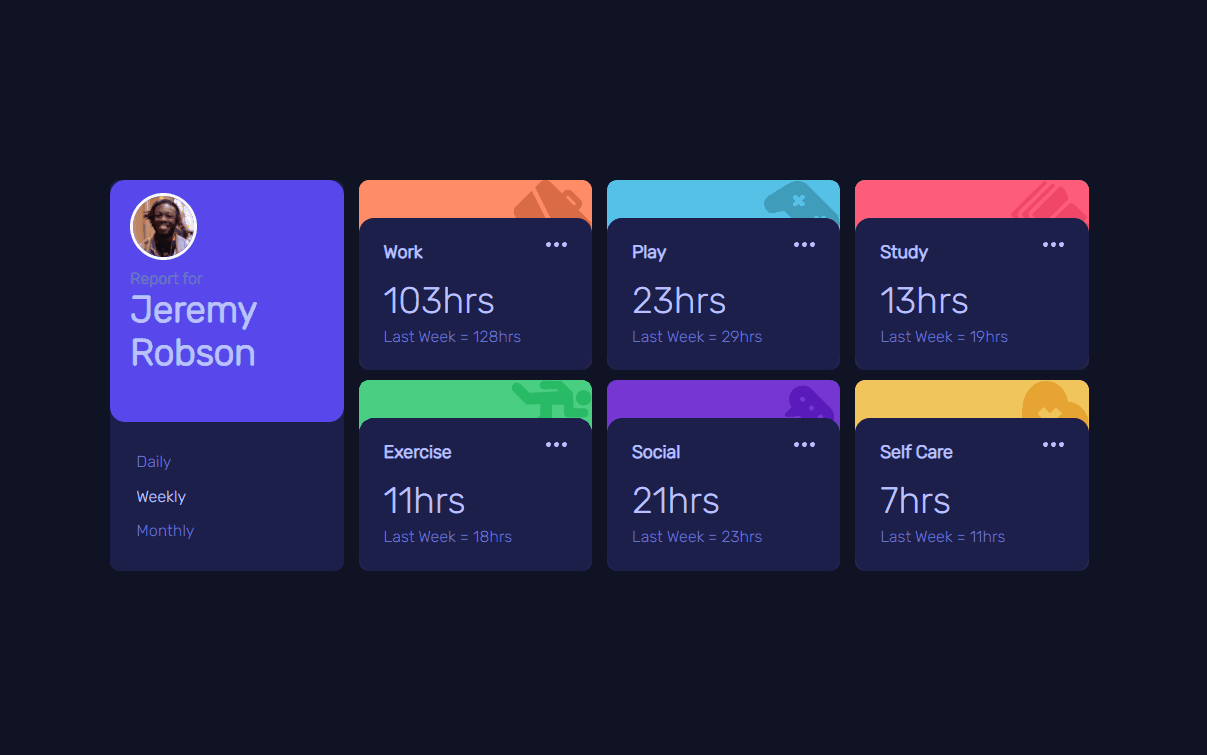 Report for
Jeremy
Robson
Daily
Weekly
Monthly
Work
103hrs
Last Week = 128hrs
Play
23hrs
Last Week = 29hrs
Study
13hrs
Last Week = 19hrs
Exercise
11hrs
Last Week = 18hrs
Social
21hrs
Last Week = 23hrs
Self Care
7hrs
Last Week = 11hrs